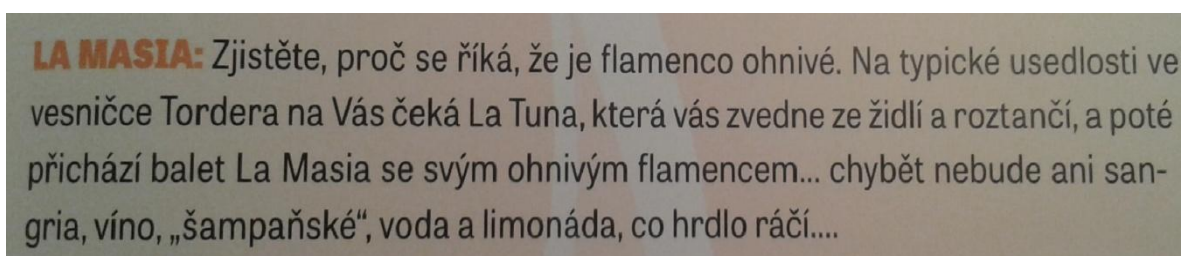 LA MASIA: Zjistěte, proč se říká, že je flamenco ohnivé. Na typické usedlosti ve
vesničce Tordera na Vás čeká La Tuna, která vás zvedne ze židlí a roztančí, a poté
přichází balet La Masia se svým ohnivým flamencem... chybět nebude ani san-
gria, víno, „šampaňské“, voda a limonáda, co hrdlo ráčí....